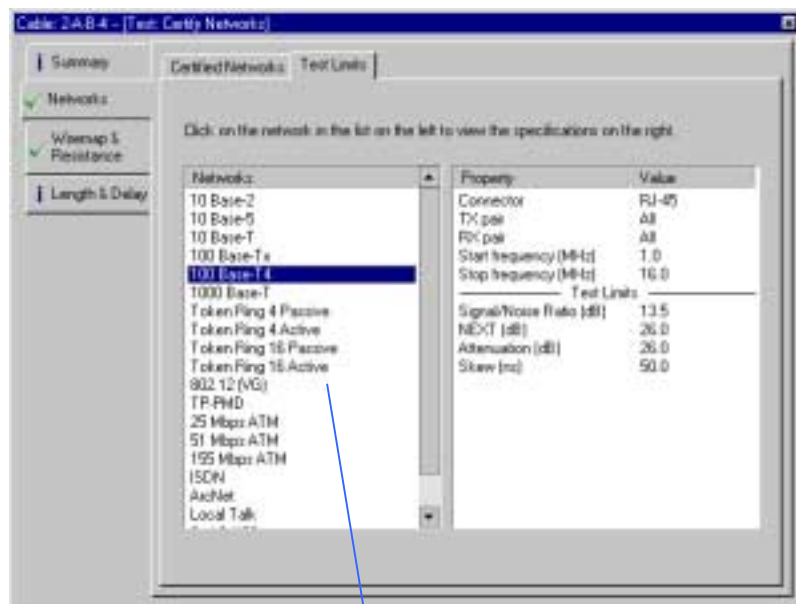 Cable: 2-A-B-4 - [Test: Certify Networks]
Summary
Networks
Wiremap &
Resistance
Length & Delay
Certified Networks
Test Limits
Click on the network in the list on the left to view the specifications on the right.
Networks
10 Base-2
10 Base-5
10 Base-T
100 Base-Tx
100 Base-T4
1000 Base-T
Token Ring 4 Passive
Token Ring 4 Active
Token Ring 16 Passive
Token Ring 16 Active
802.12 (VG)
TP-PMD
25 Mbps ATM
51 Mbps ATM
155 Mbps ATM
ISDN
ArcNet
Local Talk
Property Value
Connector RJ-45
TX pair All
RX pair All
Start frequency (MHz) 1.0
Stop frequency (MHz) 16.0
Test Limits
Signal/Noise Ratio (dB) 13.5
NEXT (dB) 26.0
Attenuation (dB) 26.0
Skew (ns) 50.0